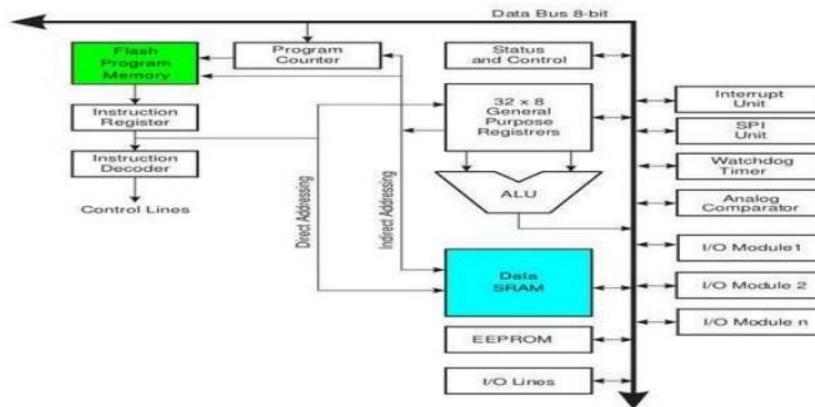 Data Bus 8-bit
Flash
Program
Memory
Program
Counter
Status
and Control
Instruction
Register
32 x 8
General
Purpose
Registrers
Interrupt
Unit
SPI
Unit
Instruction
Decoder
Watchdog
Timer
ALU
Analog
Comparator
Control Lines
Direct Addressing
Indirect Addressing
I/O Module1
Data
SRAM
I/O Module 2
I/O Module n
EEPROM
I/O Lines